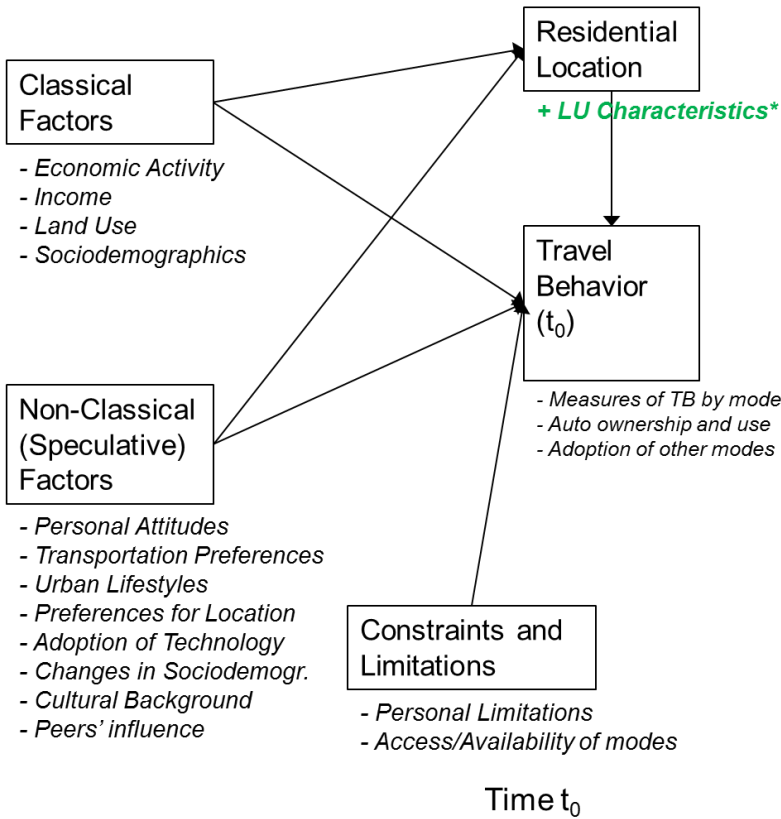 Classical
Factors
- Economic Activity
- Income
- Land Use
- Sociodemographics
Non-Classical
(Speculative)
Factors
- Personal Attitudes
- Transportation Preferences
- Urban Lifestyles
- Preferences for Location
- Adoption of Technology
- Changes in Sociodemogr.
- Cultural Background
- Peers’ influence
Residential
Location
+ LU Characteristics*
Travel
Behavior
(t₀)
- Measures of TB by mode
- Auto ownership and use
- Adoption of other modes
Constraints and
Limitations
- Personal Limitations
- Access/Availability of modes
Time t₀